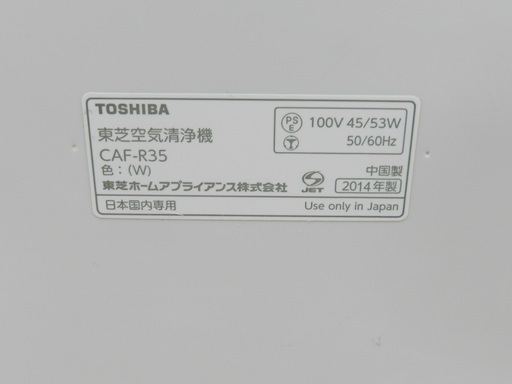 TOSHIBA
東芝空気清浄機
CAF-R35
色：(W)
東芝ホームアプライアンス株式会社
日本国内専用
PS
E
T
100V 45/53W
50/60Hz
S
JET
中国製
2014年製
Use only in Japan